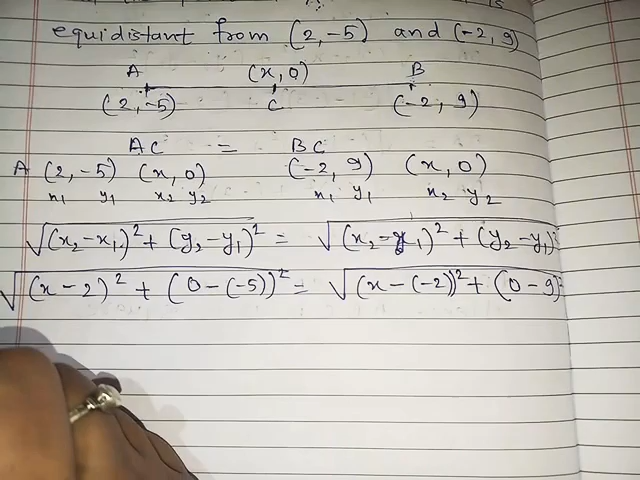 equidistant from (2,-5) and (-2, 9)
A (x, 0) B
(2,-5) C (-2, 9)
AC = BC
A (2,-5) (x, 0) (-2, 9) (x, 0)
x₁ y₁ x₂ y₂ x₁ y₁ x₂ y₂
√(x₂-x₁)²+(y₂-y₁)² = √(x₂-x₁)²+(y₂-y₁)²
√(x-2)²+(0-(-5))² = √(x-(-2))²+(0-9)²